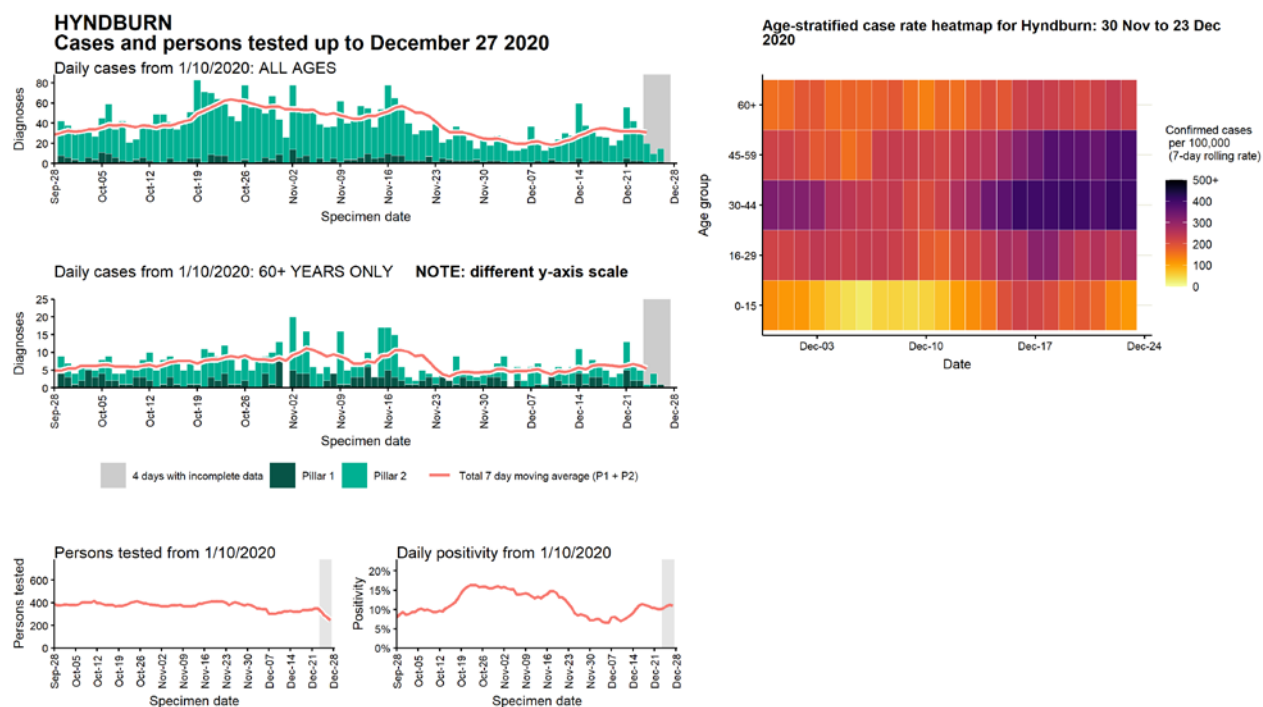 HYNDBURN
Cases and persons tested up to December 27 2020
Daily cases from 1/10/2020: ALL AGES
Diagnoses
80
60
40
20
0
Sep-28
Oct-05
Oct-12
Oct-19
Oct-26
Nov-02
Nov-09
Nov-16
Nov-23
Nov-30
Dec-07
Dec-14
Dec-21
Dec-28
Specimen date
Daily cases from 1/10/2020: 60+ YEARS ONLY NOTE: different y-axis scale
Diagnoses
25
20
15
10
5
0
Sep-28
Oct-05
Oct-12
Oct-19
Oct-26
Nov-02
Nov-09
Nov-16
Nov-23
Nov-30
Dec-07
Dec-14
Dec-21
Dec-28
Specimen date
4 days with incomplete data Pillar 1 Pillar 2 Total 7 day moving average (P1 + P2)
Persons tested from 1/10/2020
Persons tested
600
400
200
0
Sep-28
Oct-05
Oct-12
Oct-19
Oct-26
Nov-02
Nov-09
Nov-16
Nov-23
Nov-30
Dec-07
Dec-14
Dec-21
Dec-28
Specimen date
Daily positivity from 1/10/2020
Positivity
20%
15%
10%
5%
0%
Sep-28
Oct-05
Oct-12
Oct-19
Oct-26
Nov-02
Nov-09
Nov-16
Nov-23
Nov-30
Dec-07
Dec-14
Dec-21
Dec-28
Specimen date
Age-stratified case rate heatmap for Hyndburn: 30 Nov to 23 Dec
2020
Age group
60+
45-59
30-44
16-29
0-15
Dec-03
Dec-10
Dec-17
Dec-24
Date
Confirmed cases
per 100,000
(7-day rolling rate)
500+
400
300
200
100
0